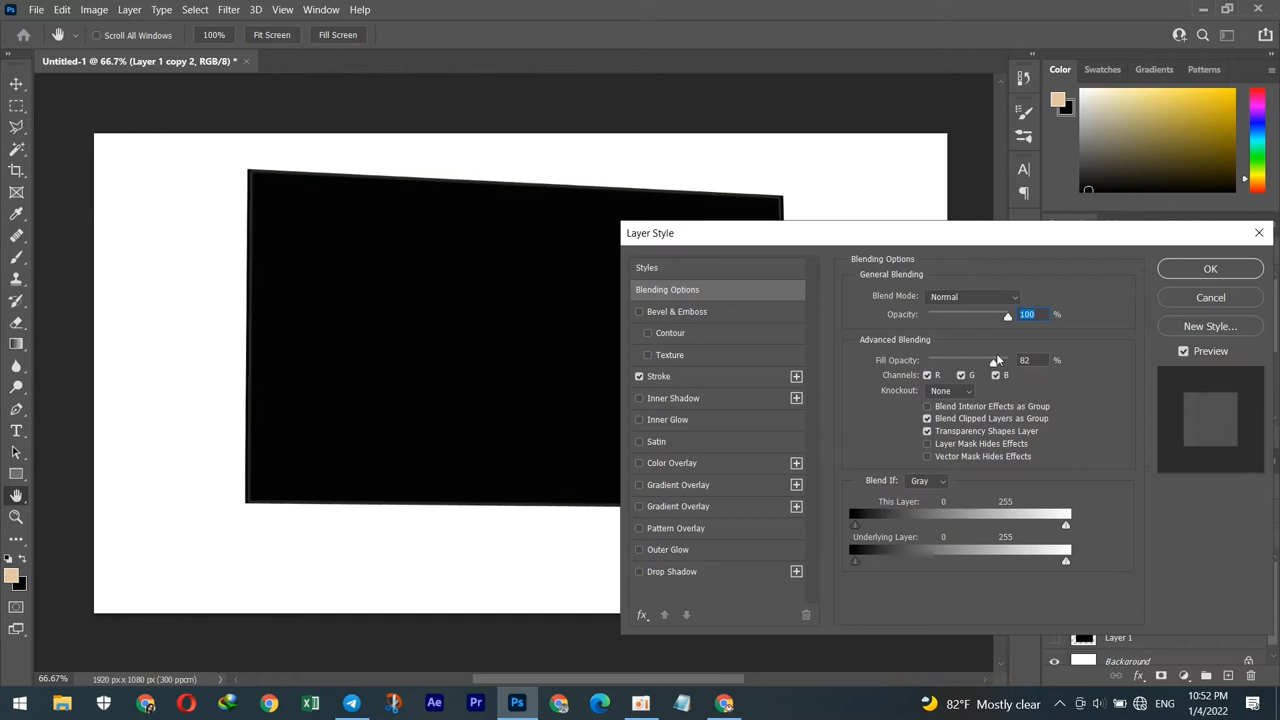 File Edit Image Layer Type Select Filter 3D View Window Help
Scroll All Windows 100% Fit Screen Fill Screen
Untitled-1 @ 66.7% (Layer 1 copy 2, RGB/8) *
Color Swatches Gradients Patterns
Layer Style
Styles
Blending Options
Bevel & Emboss
Contour
Texture
Stroke
Inner Shadow
Inner Glow
Satin
Color Overlay
Gradient Overlay
Gradient Overlay
Pattern Overlay
Outer Glow
Drop Shadow
fx
Blending Options
General Blending
Blend Mode: Normal
Opacity: 100 %
Advanced Blending
Fill Opacity: 82 %
Channels: R G B
Knockout: None
Blend Interior Effects as Group
Blend Clipped Layers as Group
Transparency Shapes Layer
Layer Mask Hides Effects
Vector Mask Hides Effects
Blend If: Gray
This Layer: 0 255
Underlying Layer: 0 255
OK
Cancel
New Style...
Preview
Layer 1
Background
fx
66.67% 1920 px x 1080 px (300 ppi)
Ae Pr Ps
82°F Mostly clear
ENG
10:52 PM
1/4/2022